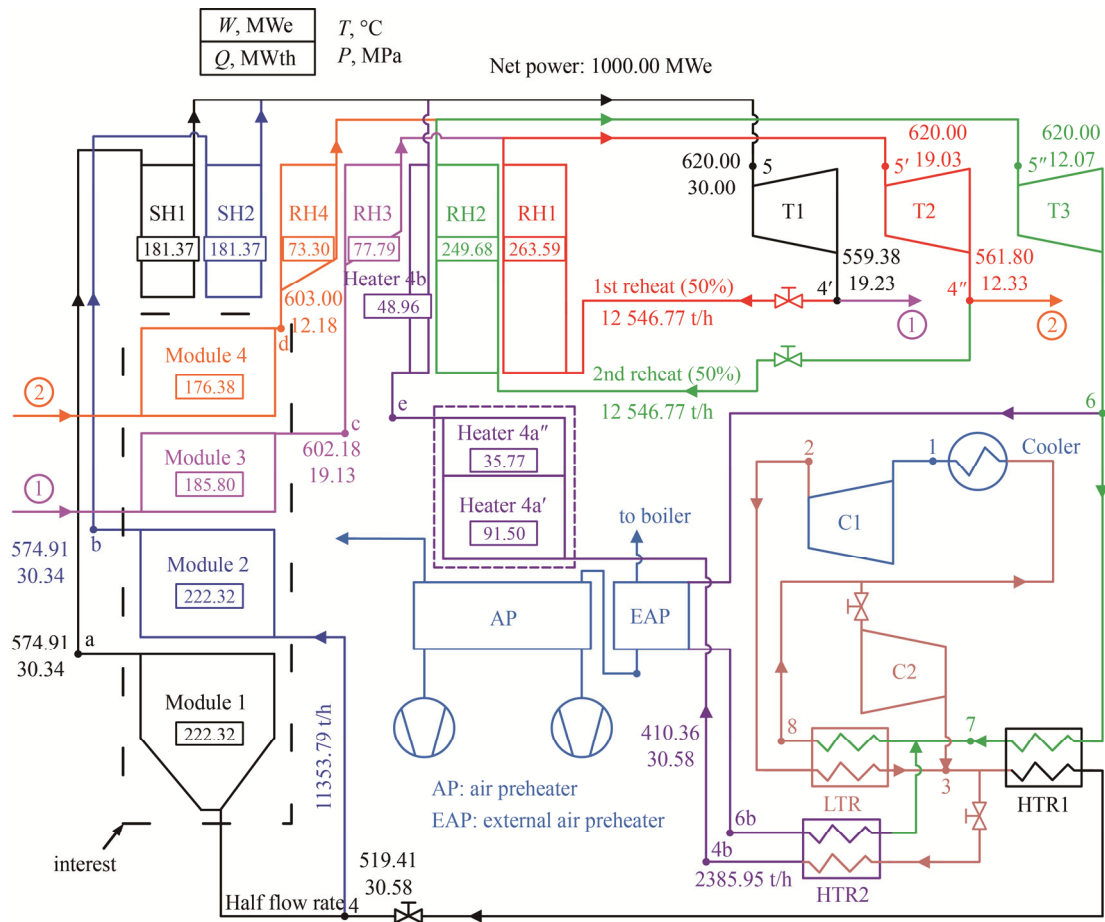 W, MWe
Q, MWth
T, °C
P, MPa
Net power: 1000.00 MWe
SH1
181.37
SH2
181.37
RH4
73.30
RH3
77.79
Heater 4b
48.96
RH2
249.68
RH1
263.59
620.00
30.00
5
T1
559.38
19.23
4′
620.00
19.03
5′
T2
561.80
12.33
4″
620.00
12.07
5″
T3
603.00
12.18
d
1st reheat (50%)
12 546.77 t/h
1
2
2nd rcheat (50%)
12 546.77 t/h
Module 4
176.38
2
e
6
602.18
19.13
c
Module 3
185.80
1
Heater 4a″
35.77
Heater 4a′
91.50
2
1
Cooler
C1
to boiler
574.91
30.34
b
Module 2
222.32
AP
EAP
574.91
30.34
a
Module 1
222.32
C2
11353.79 t/h
410.36
30.58
8
7
3
LTR
HTR1
AP: air preheater
EAP: external air preheater
6b
4b
2385.95 t/h
HTR2
interest
519.41
30.58
Half flow rate
4